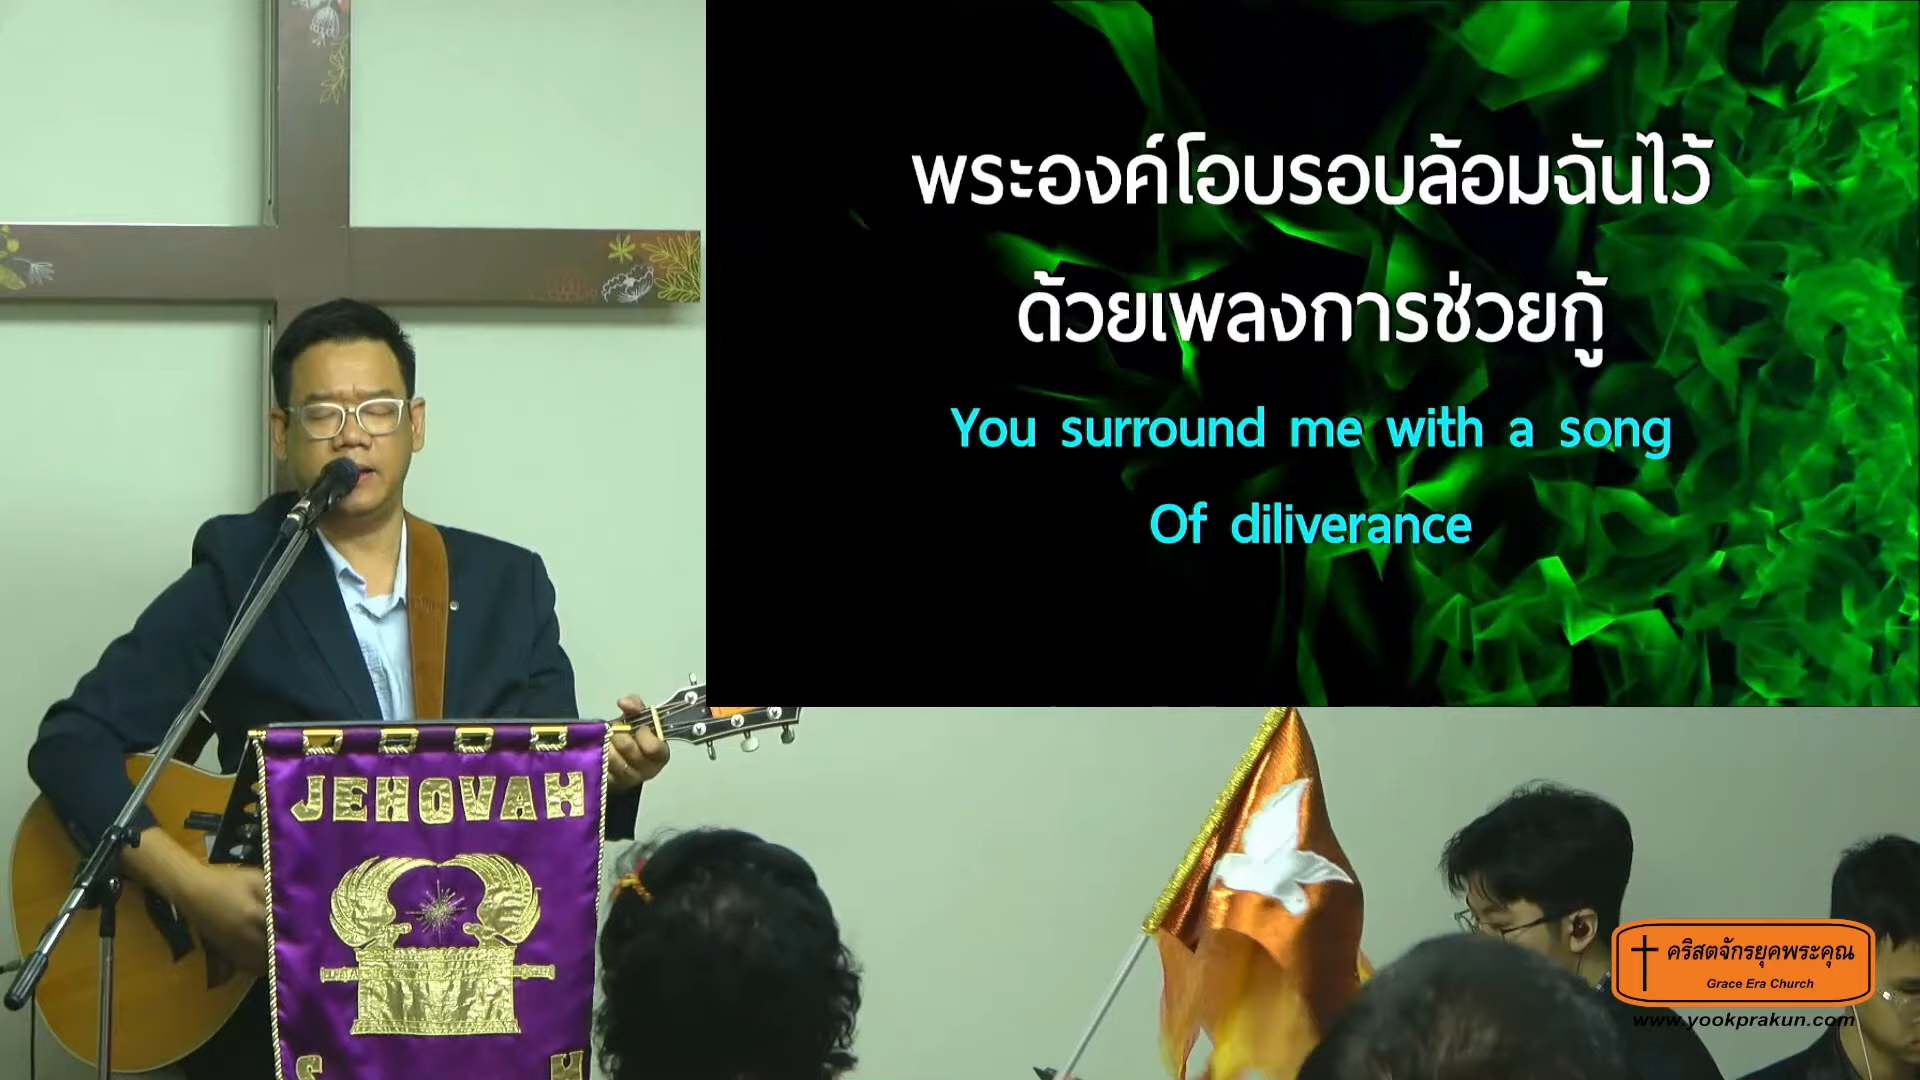 พระองค์โอบรอบล้อมฉันไว้
ด้วยเพลงการช่วยกู้
You surround me with a song
Of diliverance
JEHOVAH
S H
คริสตจักรยุคพระคุณ
Grace Era Church
www.yookprakun.com